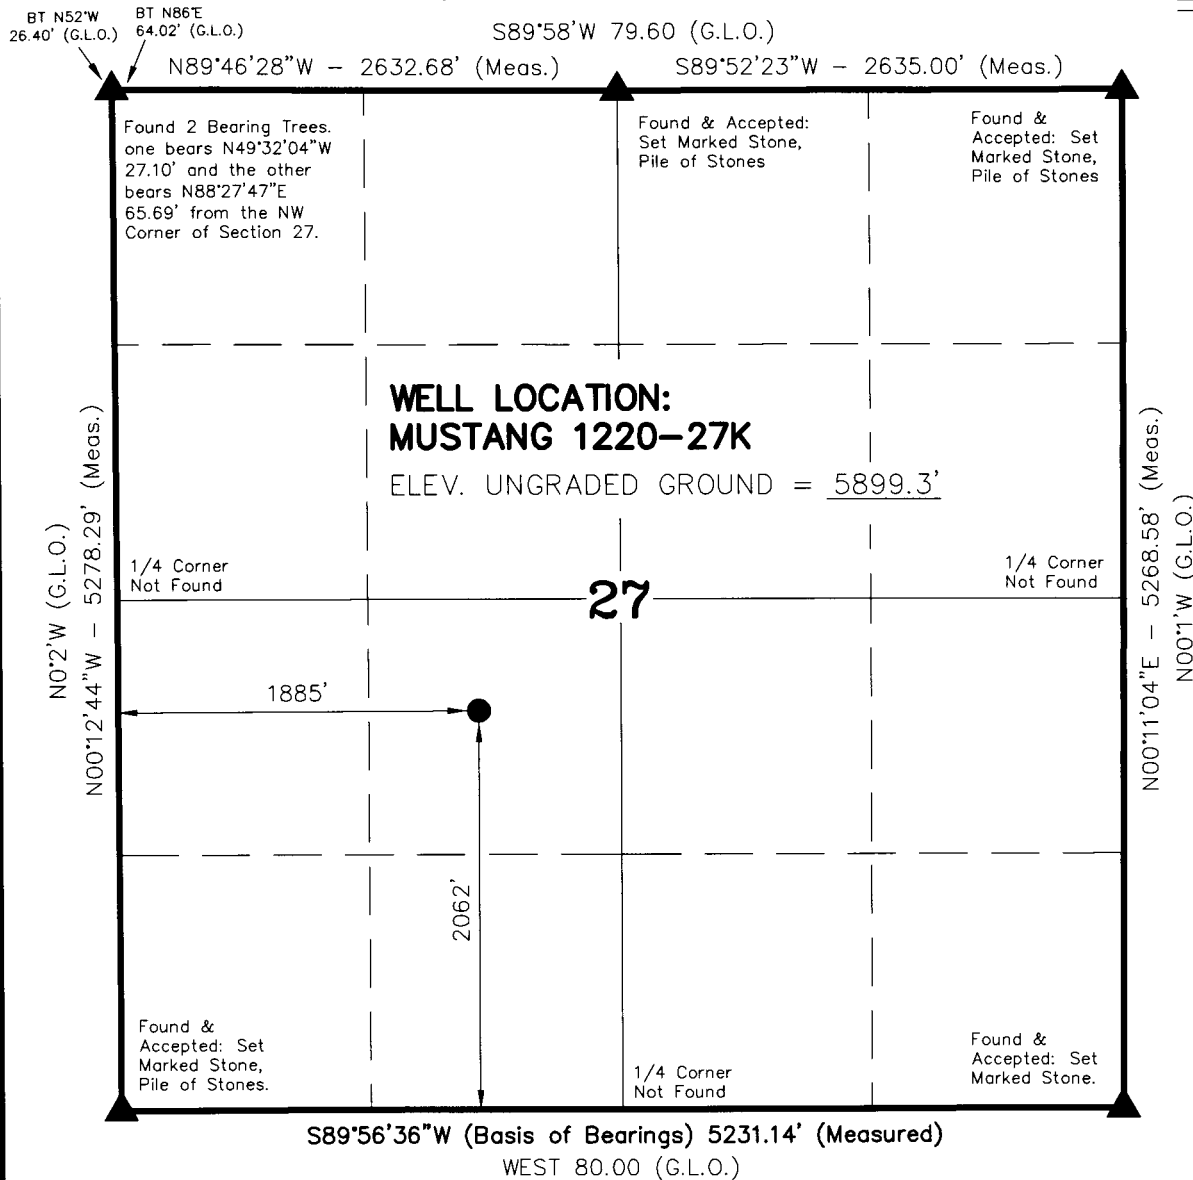 BT N52°W
26.40' (G.L.O.)
BT N86°E
64.02' (G.L.O.)
S89°58'W 79.60 (G.L.O.)
N89°46'28"W - 2632.68' (Meas.)
S89°52'23"W - 2635.00' (Meas.)
Found 2 Bearing Trees.
one bears N49°32'04"W
27.10' and the other
bears N88°27'47"E
65.69' from the NW
Corner of Section 27.
Found & Accepted:
Set Marked Stone,
Pile of Stones
Found &
Accepted: Set
Marked Stone,
Pile of Stones
WELL LOCATION:
MUSTANG 1220-27K
ELEV. UNGRADED GROUND = 5899.3'
N0°2'W (G.L.O.)
N00°12'44"W - 5278.29' (Meas.)
1/4 Corner
Not Found
27
1/4 Corner
Not Found
N00°11'04"E - 5268.58' (Meas.)
N00°1'W (G.L.O.)
1885'
2062'
Found &
Accepted: Set
Marked Stone,
Pile of Stones.
1/4 Corner
Not Found
Found &
Accepted: Set
Marked Stone.
S89°56'36"W (Basis of Bearings) 5231.14' (Measured)
WEST 80.00 (G.L.O.)